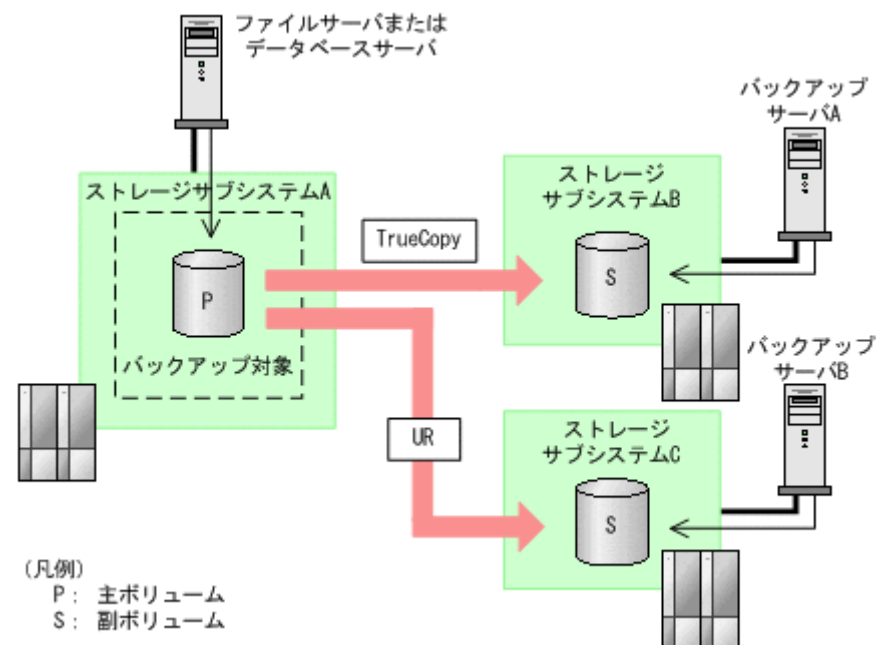 ファイルサーバまたは
データベースサーバ
バックアップ
サーバA
ストレージサブシステムA
ストレージ
サブシステムB
TrueCopy
P
S
バックアップ対象
バックアップ
サーバB
UR
ストレージ
サブシステムC
S
(凡例)
P： 主ボリューム
S： 副ボリューム